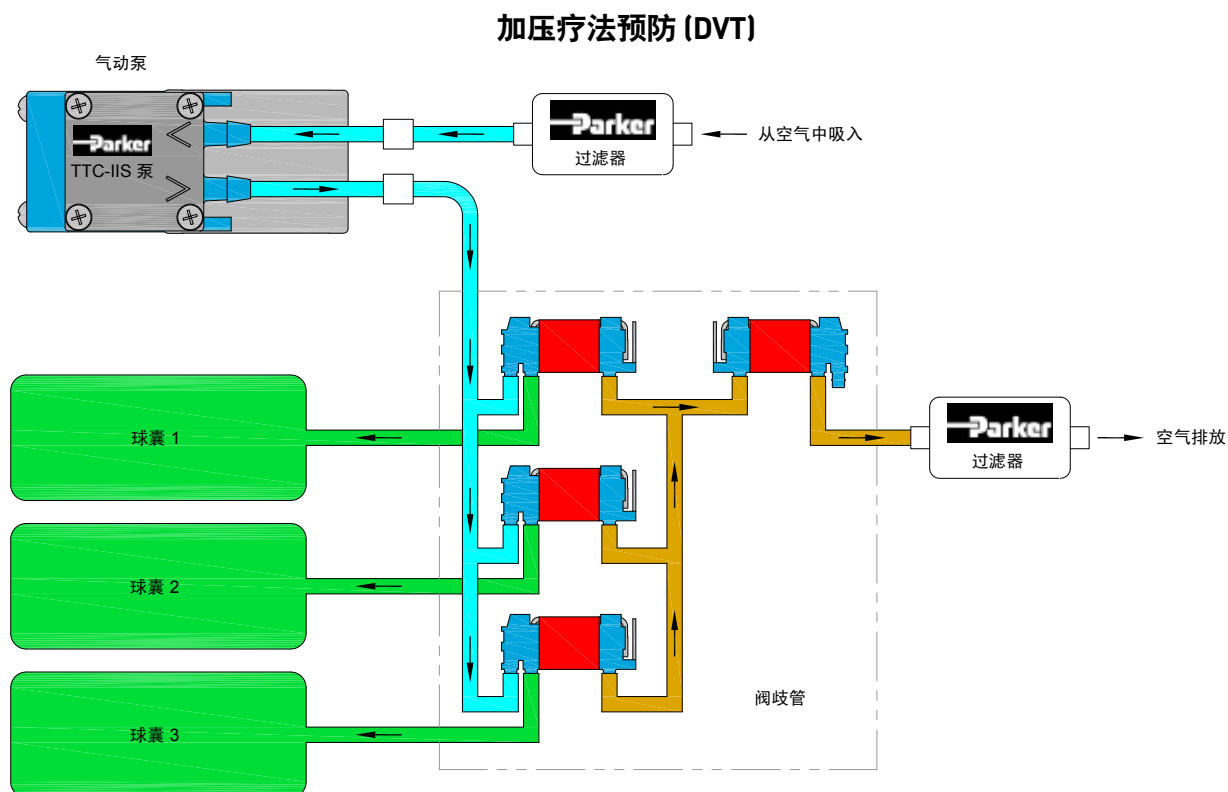 加压疗法预防 (DVT)
气动泵
Parker
TTC-IIS 泵
Parker
过滤器
从空气中吸入
球囊 1
球囊 2
球囊 3
Parker
过滤器
空气排放
阀歧管